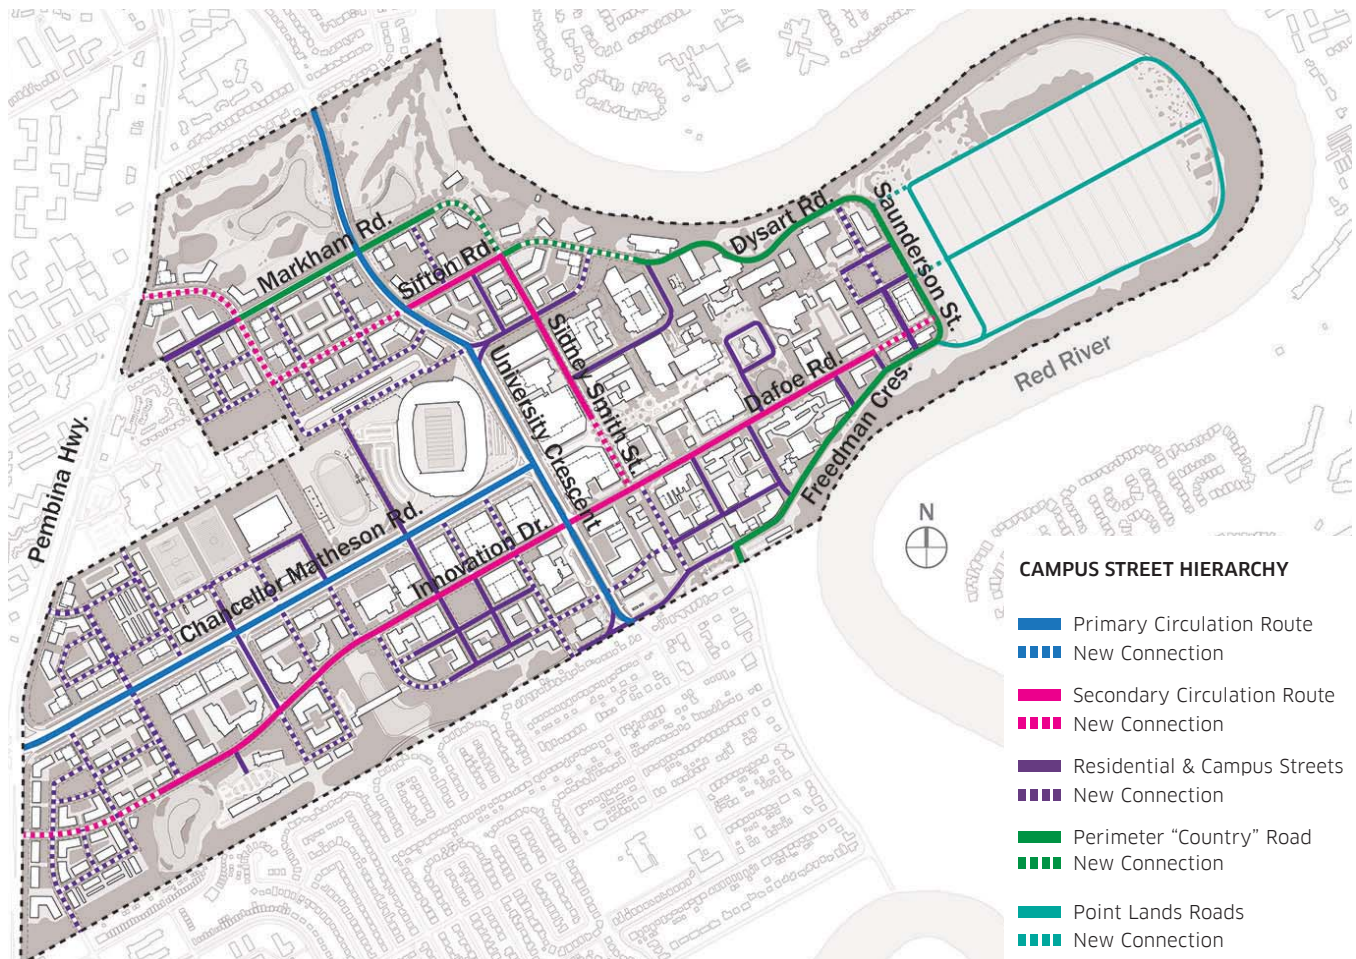 Markham Rd.
Sifton Rd.
Dysart Rd.
Saunderson St.
Sidney Smith St.
University Crescent
Dafoe Rd.
Freedman Cres.
Red River
Pembina Hwy.
Chancellor Matheson Rd.
Innovation Dr.
N
CAMPUS STREET HIERARCHY
Primary Circulation Route
New Connection
Secondary Circulation Route
New Connection
Residential & Campus Streets
New Connection
Perimeter “Country” Road
New Connection
Point Lands Roads
New Connection